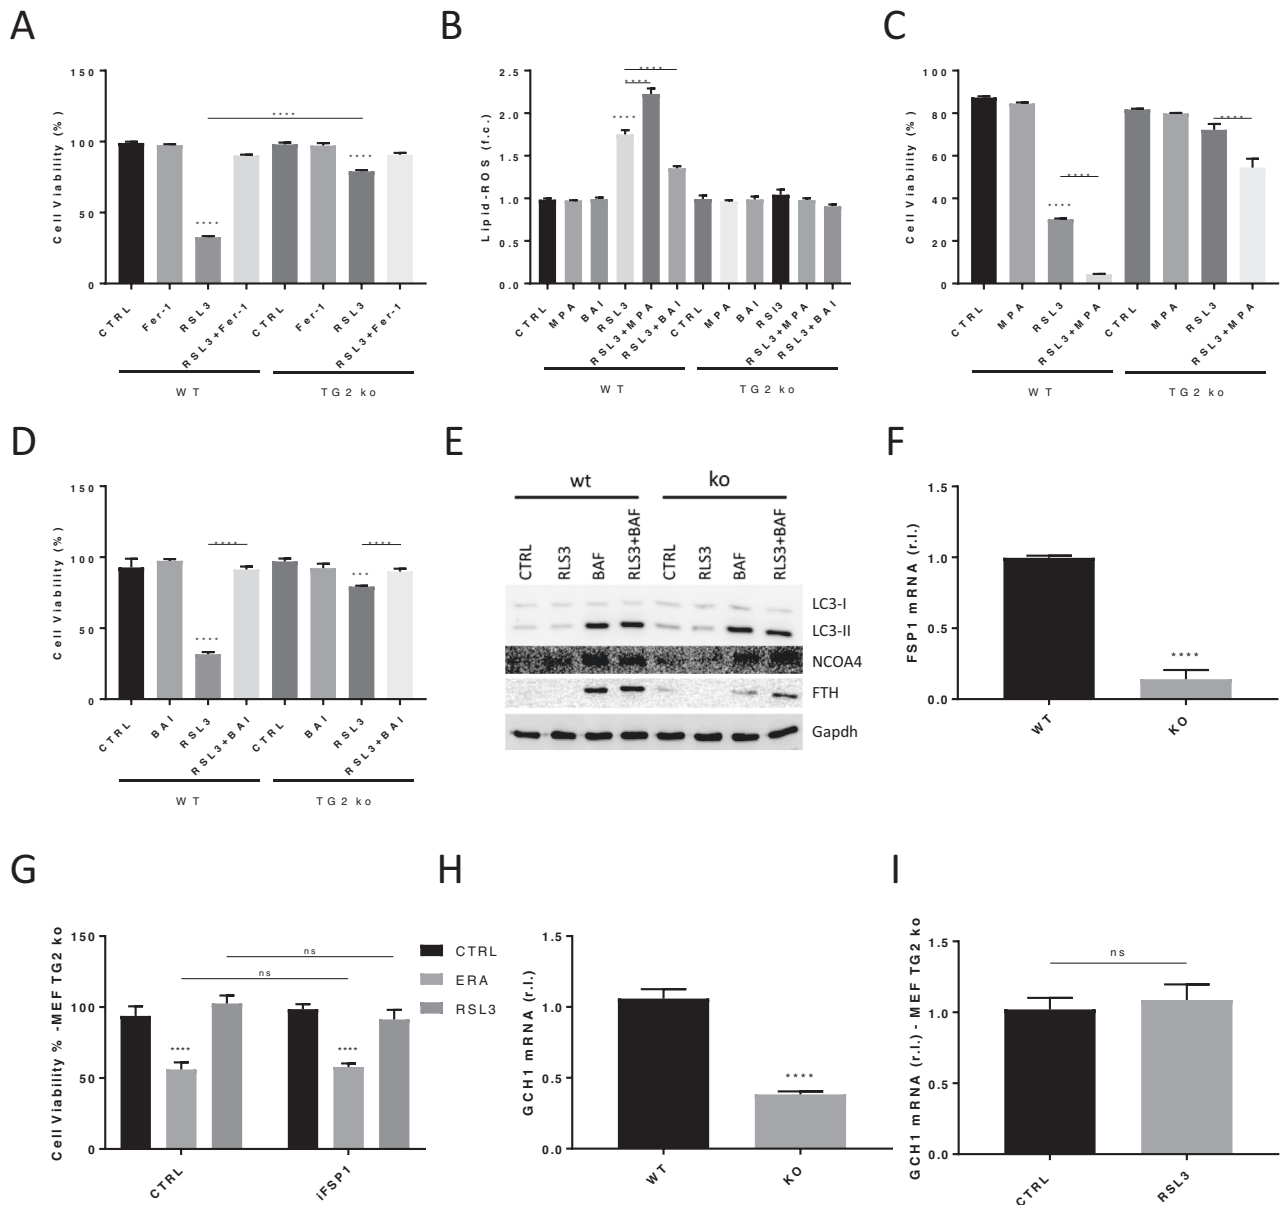 A
Cell Viability (%)
150
100
50
0
****
****
****
CTRL
Fer-1
RSL3
RSL3+Fer-1
CTRL
Fer-1
RSL3
RSL3+Fer-1
WT
TG2 ko
B
Lipid-ROS (f.c.)
2.5
2.0
1.5
1.0
0.5
0.0
****
****
****
CTRL
MPA
BAI
RSL3
RSL3+MPA
RSL3+BAI
CTRL
MPA
BAI
RSl3
RSL3+MPA
RSL3+BAI
WT
TG2 ko
C
Cell Viability (%)
100
80
60
40
20
0
****
****
****
CTRL
MPA
RSL3
RSL3+MPA
CTRL
MPA
RSL3
RSL3+MPA
WT
TG2 ko
D
Cell Viability (%)
150
100
50
0
****
****
***
****
CTRL
BAI
RSL3
RSL3+BAI
CTRL
BAI
RSL3
RSL3+BAI
WT
TG2 ko
E
wt
ko
CTRL
RLS3
BAF
RLS3+BAF
CTRL
RLS3
BAF
RLS3+BAF
LC3-I
LC3-II
NCOA4
FTH
Gapdh
F
FSP1 mRNA (r.l.)
1.5
1.0
0.5
0.0
****
WT
KO
G
Cell Viability % -MEF TG2 ko
150
100
50
0
ns
ns
****
****
CTRL
iFSP1
CTRL
ERA
RSL3
H
GCH1 mRNA (r.l.)
1.5
1.0
0.5
0.0
****
WT
KO
I
GCH1 mRNA (r.l.) - MEF TG2 ko
1.5
1.0
0.5
0.0
ns
CTRL
RSL3